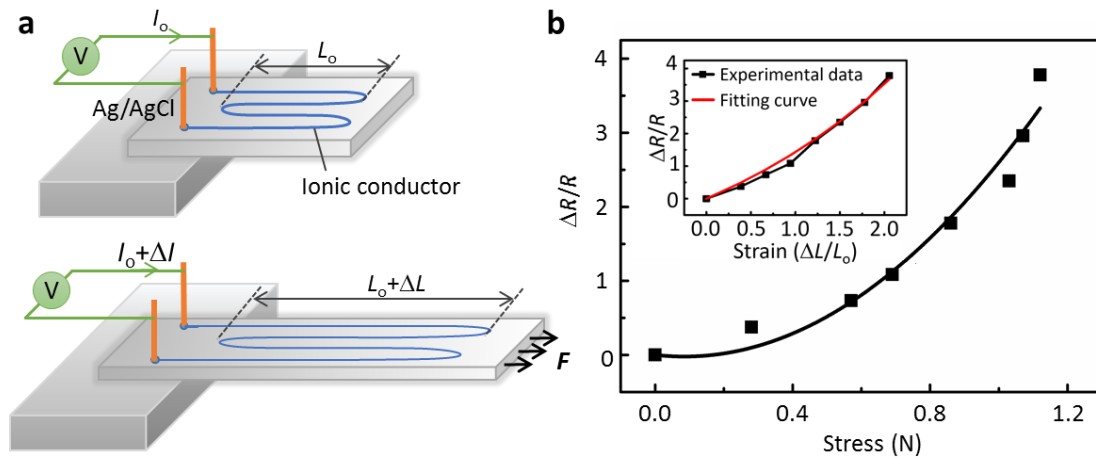 a
I₀
V
L₀
Ag/AgCl
Ionic conductor
I₀+ΔI
V
L₀+ΔL
F
b
4
3
2
1
0
ΔR/R
0.0
0.4
0.8
1.2
Stress (N)
4
3
2
1
0
ΔR/R
Experimental data
Fitting curve
0.0
0.5
1.0
1.5
2.0
Strain (ΔL/L₀)